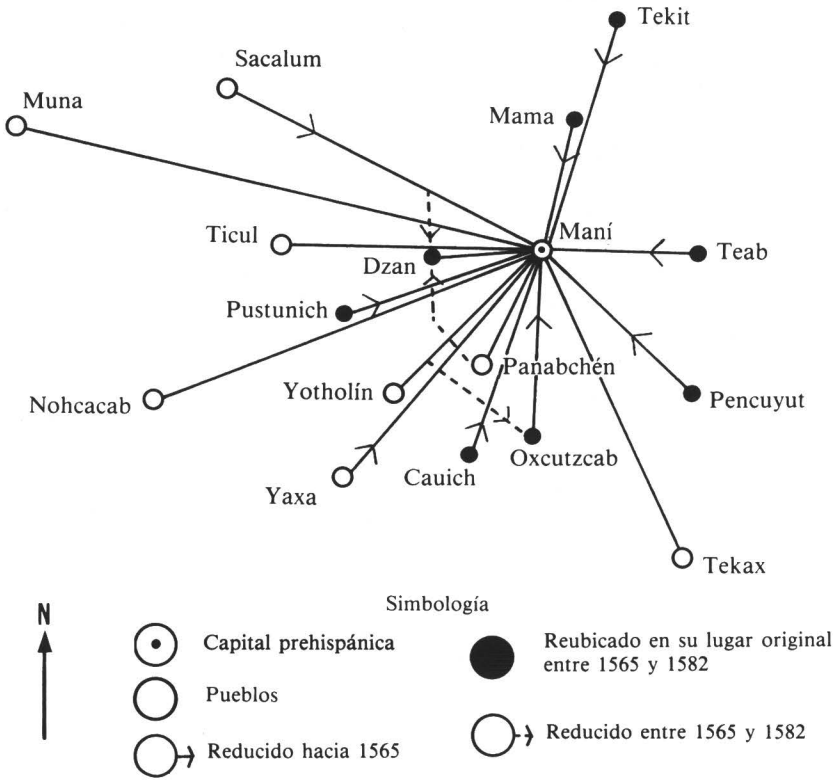 Tekit
Sacalum
Muna
Mama
Ticul
Maní
Dzan
Teab
Pustunich
Panabchén
Nohcacab
Yotholín
Pencuyut
Oxcutzcab
Cauich
Yaxa
Tekax
Simbología
N
Capital prehispánica
Reubicado en su lugar original
entre 1565 y 1582
Pueblos
Reducido hacia 1565
Reducido entre 1565 y 1582